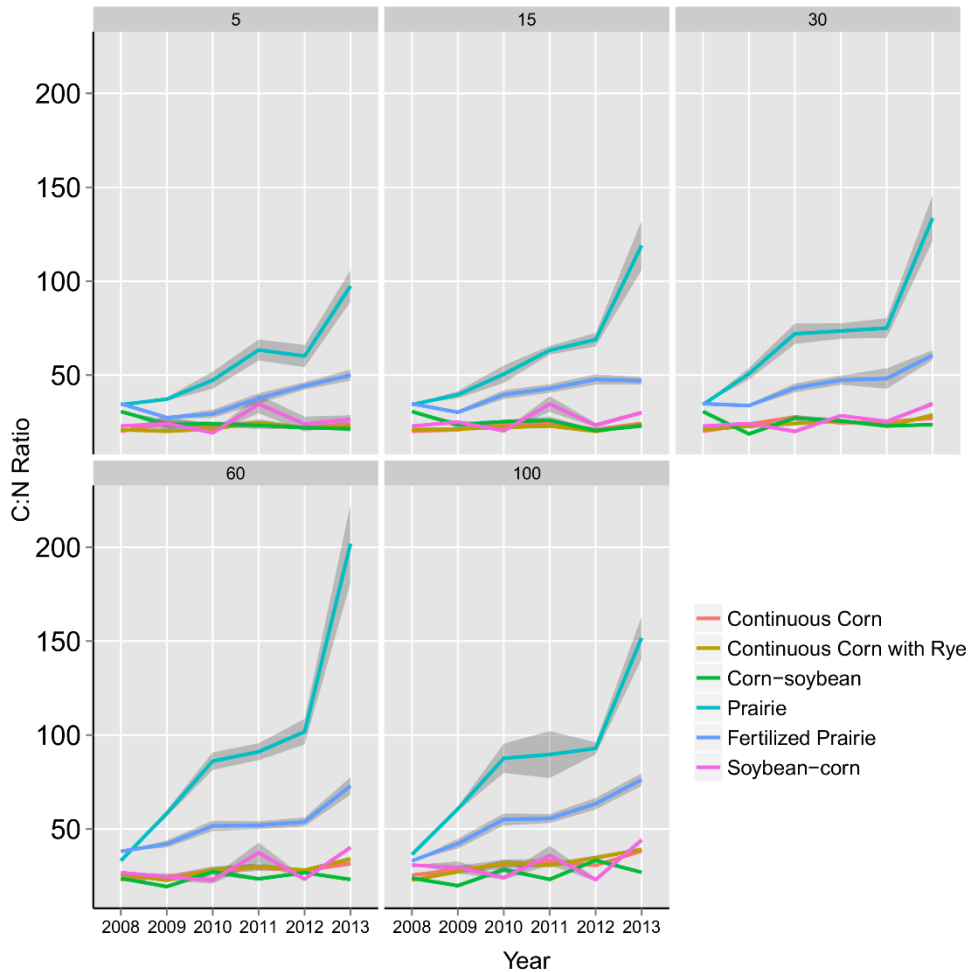 5
15
30
200
150
100
50
60
100
200
150
100
50
C:N Ratio
2008 2009 2010 2011 2012 2013
2008 2009 2010 2011 2012 2013
Year
Continuous Corn
Continuous Corn with Rye
Corn−soybean
Prairie
Fertilized Prairie
Soybean−corn